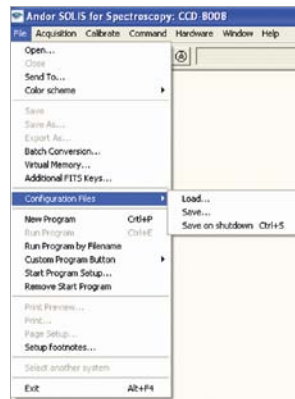 Andor SOLIS for Spectroscopy: CCD-8008
File Acquisition Calibrate Command Hardware Window Help
Open...
Close
Send To...
Color scheme
Save
Save As...
Export As...
Batch Conversion...
Virtual Memory...
Additional FITS Keys...
Configuration Files
Load...
Save...
Save on shutdown Ctrl+S
New Program Crtl+P
Run Program Ctrl+E
Run Program by Filename
Custom Program Button
Start Program Setup...
Remove Start Program
Print Preview...
Print...
Page Setup...
Setup footnotes...
Select another system
Exit Alt+F4